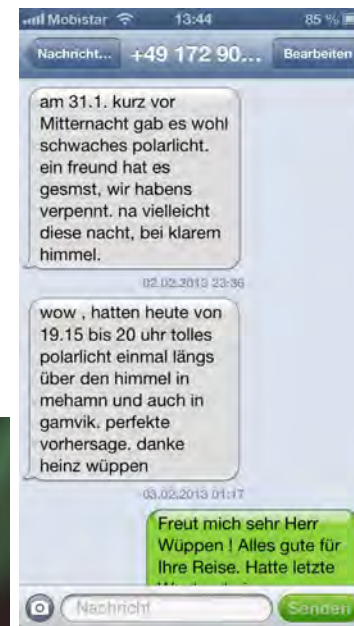 Mobistar 13:44 85 %
Nachricht... +49 172 90... Bearbeiten
am 31.1. kurz vor
Mitternacht gab es wohl
schwaches polarlicht.
ein freund hat es
gesmst, wir habens
verpennt. na vielleicht
diese nacht, bei klarem
himmel.
02.02.2013 23:36
wow , hatten heute von
19.15 bis 20 uhr tolles
polarlicht einmal längs
über den himmel in
mehamn und auch in
gamvik. perfekte
vorhersage. danke
heinz wüppen
03.02.2013 01:17
Freut mich sehr Herr
Wüppen ! Alles gute für
Ihre Reise. Hatte letzte
Nachricht Senden